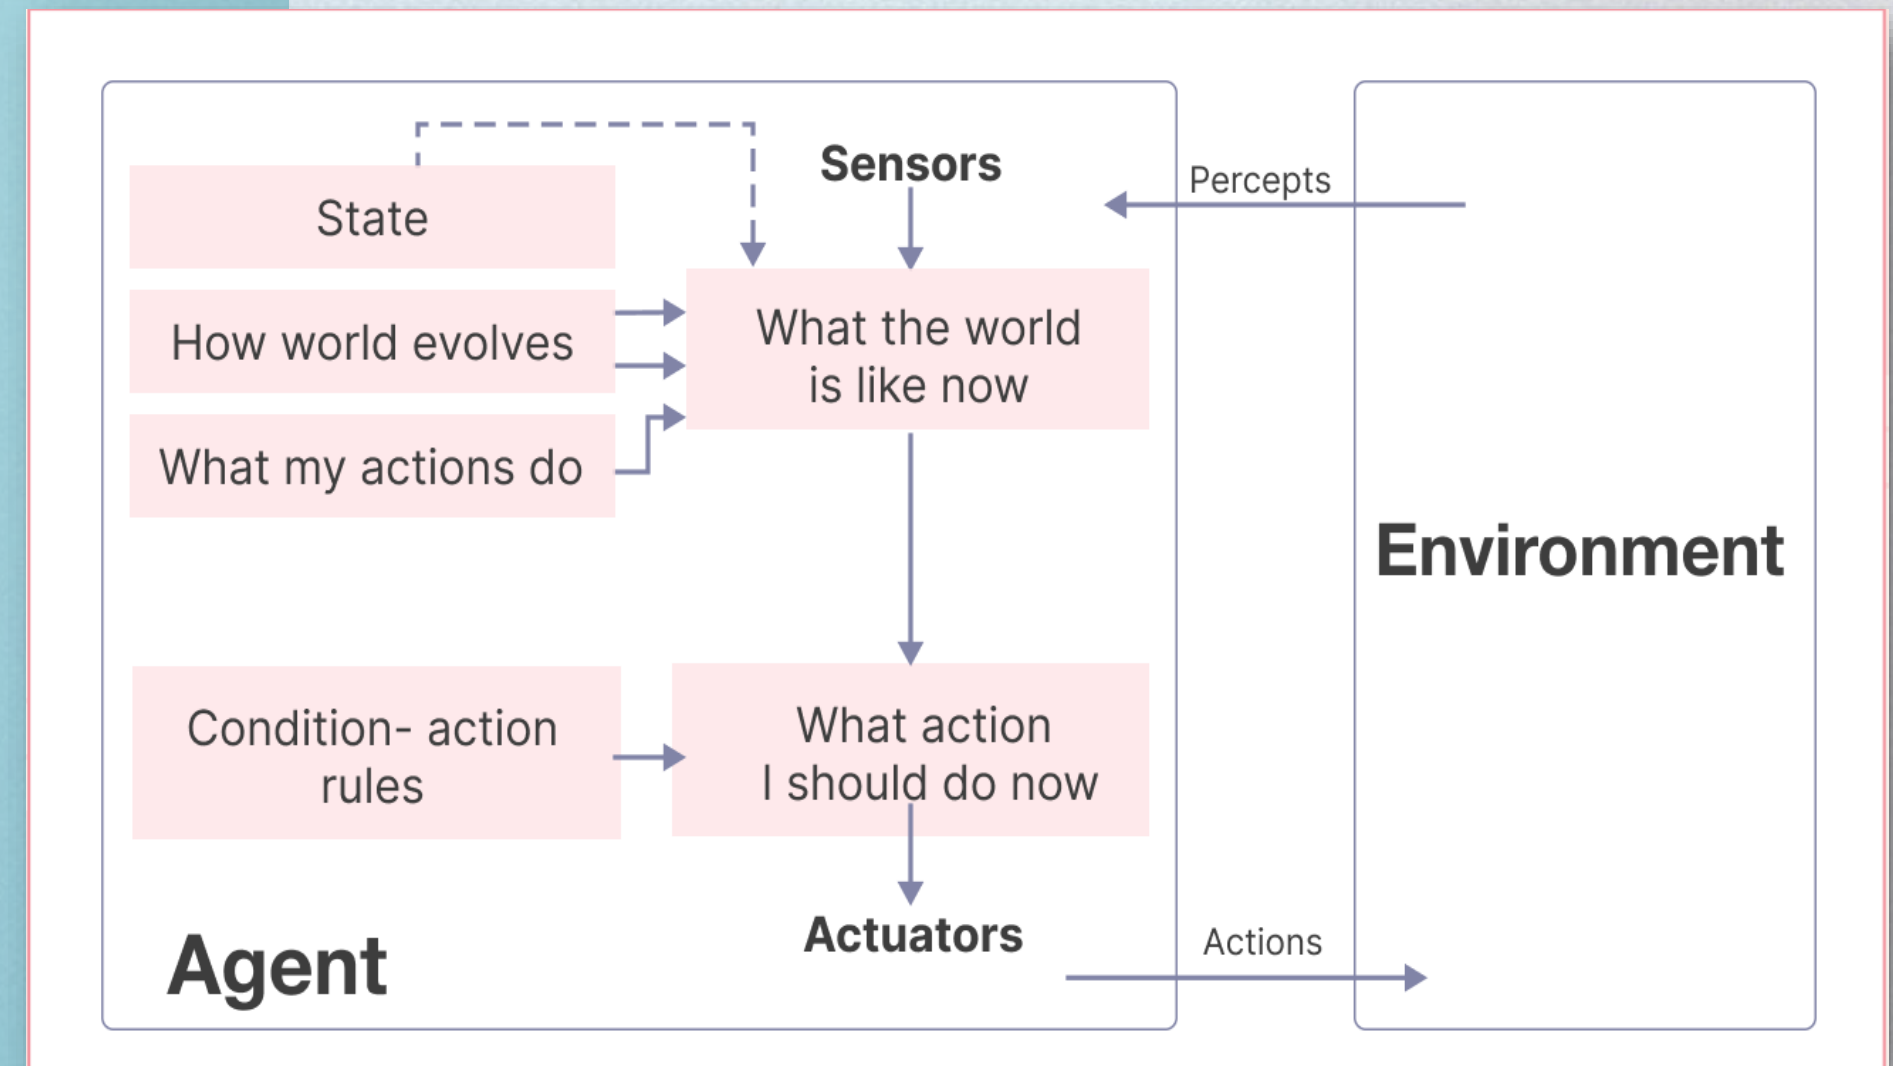 Sensors
Percepts
State
How world evolves
What the world
is like now
What my actions do
Environment
Condition- action
rules
What action
I should do now
Actuators
Actions
Agent